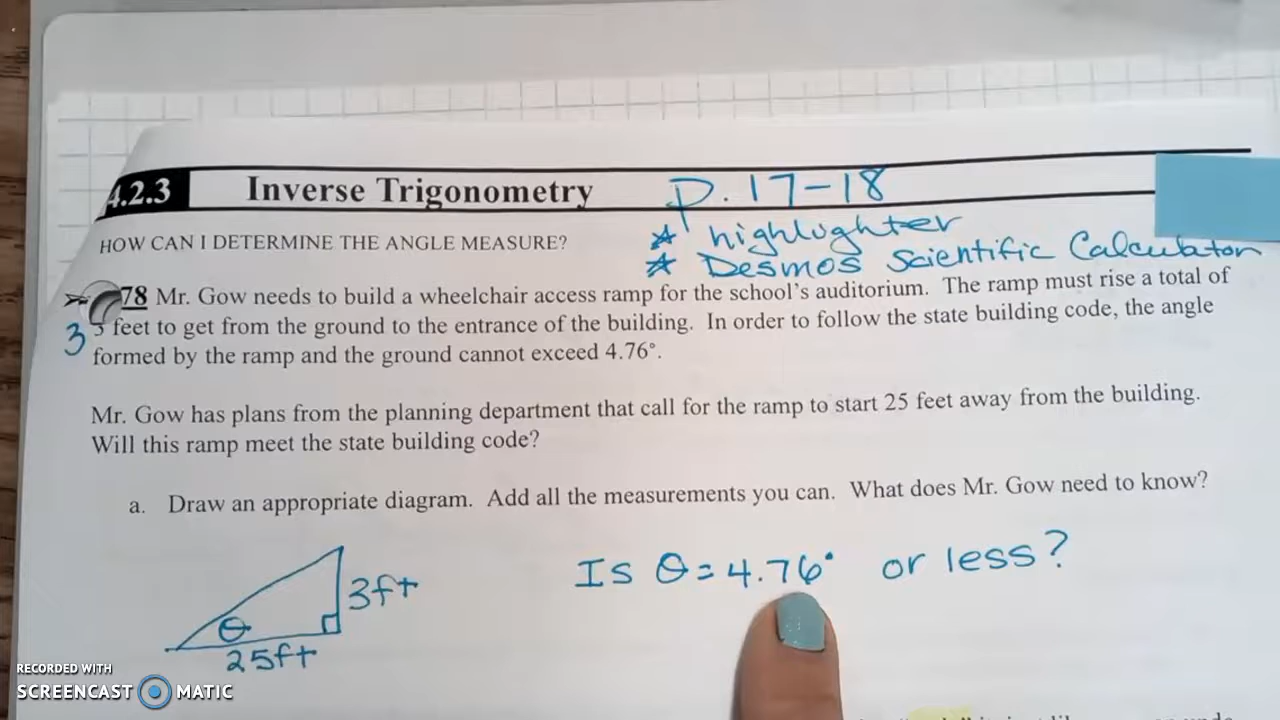 4.2.3 Inverse Trigonometry p. 17-18
HOW CAN I DETERMINE THE ANGLE MEASURE?
☆ highlighter
☆ Desmos Scientific Calculator
78 Mr. Gow needs to build a wheelchair access ramp for the school's auditorium. The ramp must rise a total of
3 3 feet to get from the ground to the entrance of the building. In order to follow the state building code, the angle
formed by the ramp and the ground cannot exceed 4.76°.
Mr. Gow has plans from the planning department that call for the ramp to start 25 feet away from the building.
Will this ramp meet the state building code?
a. Draw an appropriate diagram. Add all the measurements you can. What does Mr. Gow need to know?
Is θ = 4.76° or less?
3ft
θ
25ft
RECORDED WITH
SCREENCAST MATIC